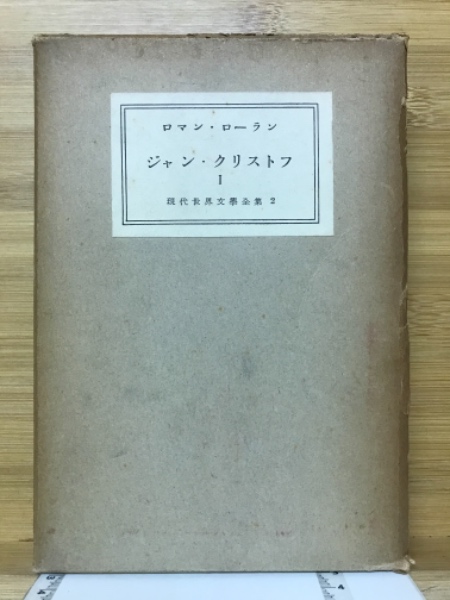 ロマン・ローラン
ジャン・クリストフ
I
現代世界文學全集 2